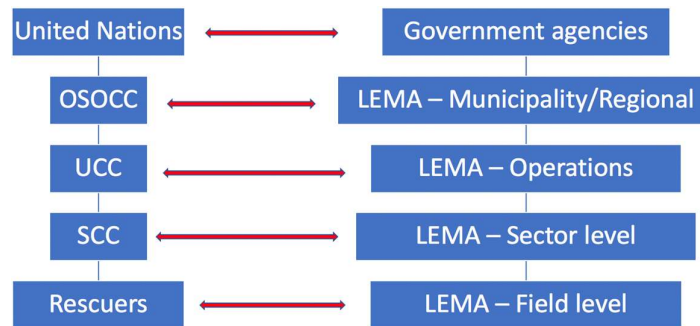 United Nations
Government agencies
OSOCC
LEMA – Municipality/Regional
UCC
LEMA – Operations
SCC
LEMA – Sector level
Rescuers
LEMA – Field level